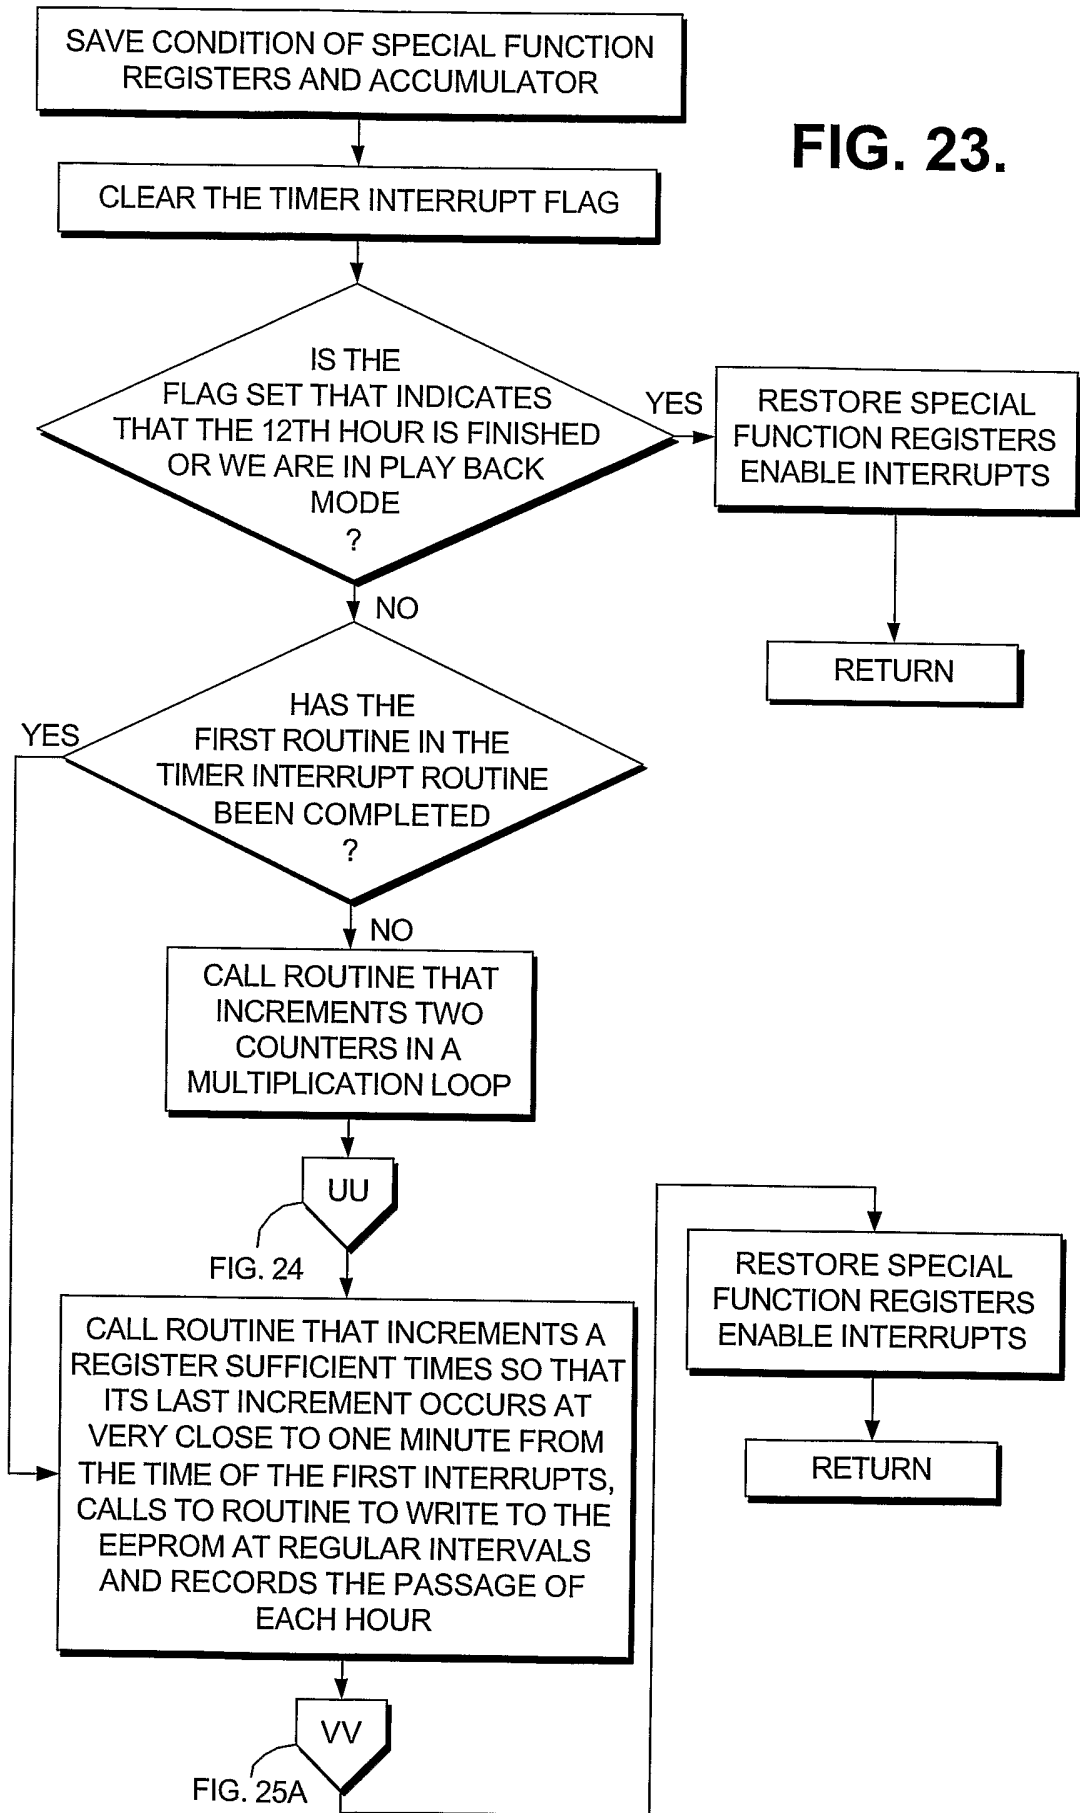 SAVE CONDITION OF SPECIAL FUNCTION
REGISTERS AND ACCUMULATOR
FIG. 23.
CLEAR THE TIMER INTERRUPT FLAG
IS THE
FLAG SET THAT INDICATES
THAT THE 12TH HOUR IS FINISHED
OR WE ARE IN PLAY BACK
MODE
?
YES
RESTORE SPECIAL
FUNCTION REGISTERS
ENABLE INTERRUPTS
RETURN
NO
HAS THE
FIRST ROUTINE IN THE
TIMER INTERRUPT ROUTINE
BEEN COMPLETED
?
YES
NO
CALL ROUTINE THAT
INCREMENTS TWO
COUNTERS IN A
MULTIPLICATION LOOP
UU
FIG. 24
CALL ROUTINE THAT INCREMENTS A
REGISTER SUFFICIENT TIMES SO THAT
ITS LAST INCREMENT OCCURS AT
VERY CLOSE TO ONE MINUTE FROM
THE TIME OF THE FIRST INTERRUPTS,
CALLS TO ROUTINE TO WRITE TO THE
EEPROM AT REGULAR INTERVALS
AND RECORDS THE PASSAGE OF
EACH HOUR
VV
FIG. 25A
RESTORE SPECIAL
FUNCTION REGISTERS
ENABLE INTERRUPTS
RETURN